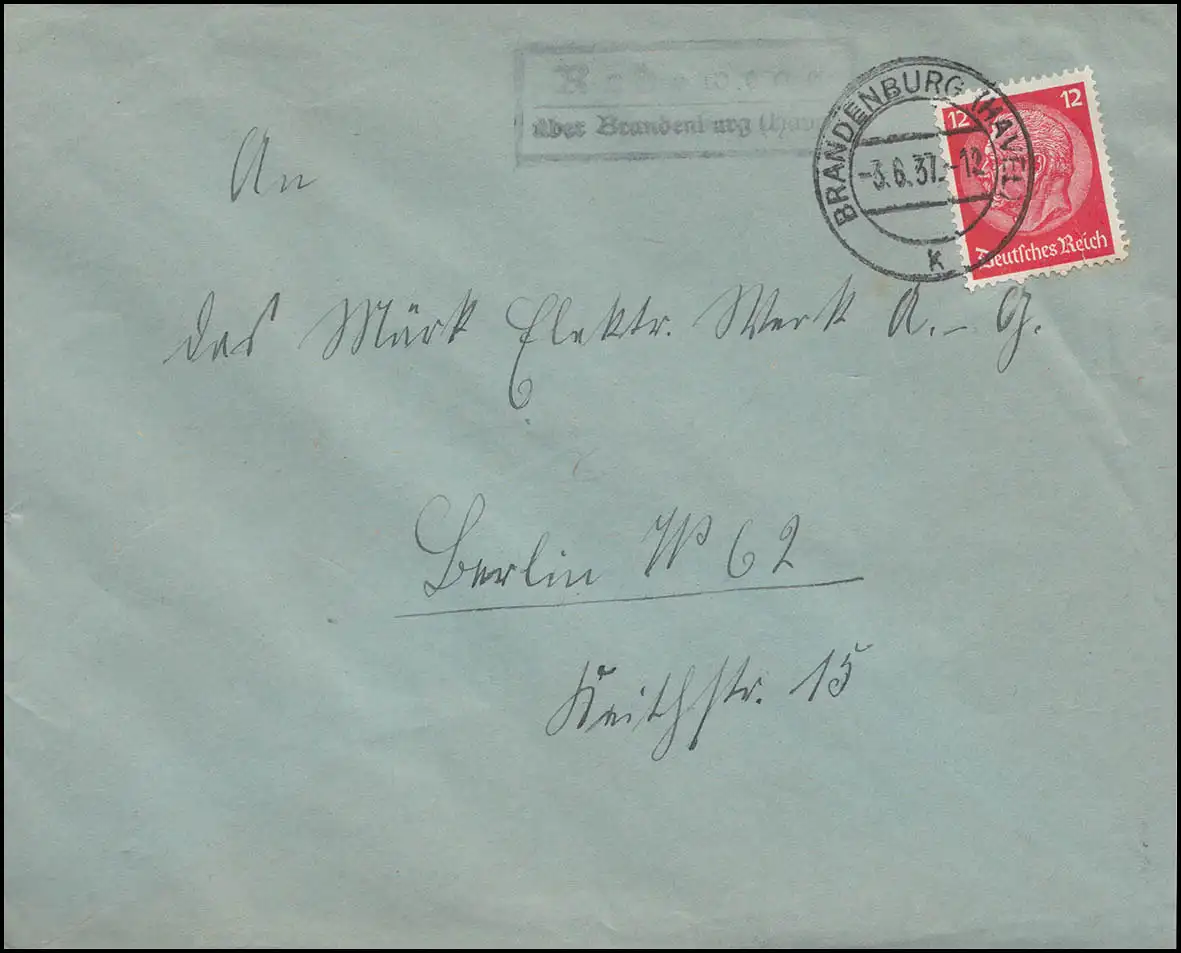 über Brandenburg (Havel)
BRANDENBURG (HAVEL)
-3.6.37.-12
k
12 12
Deutsches Reich
An
das Märk Elektr. Werk A.-G.
Berlin W 62
Keithstr. 15